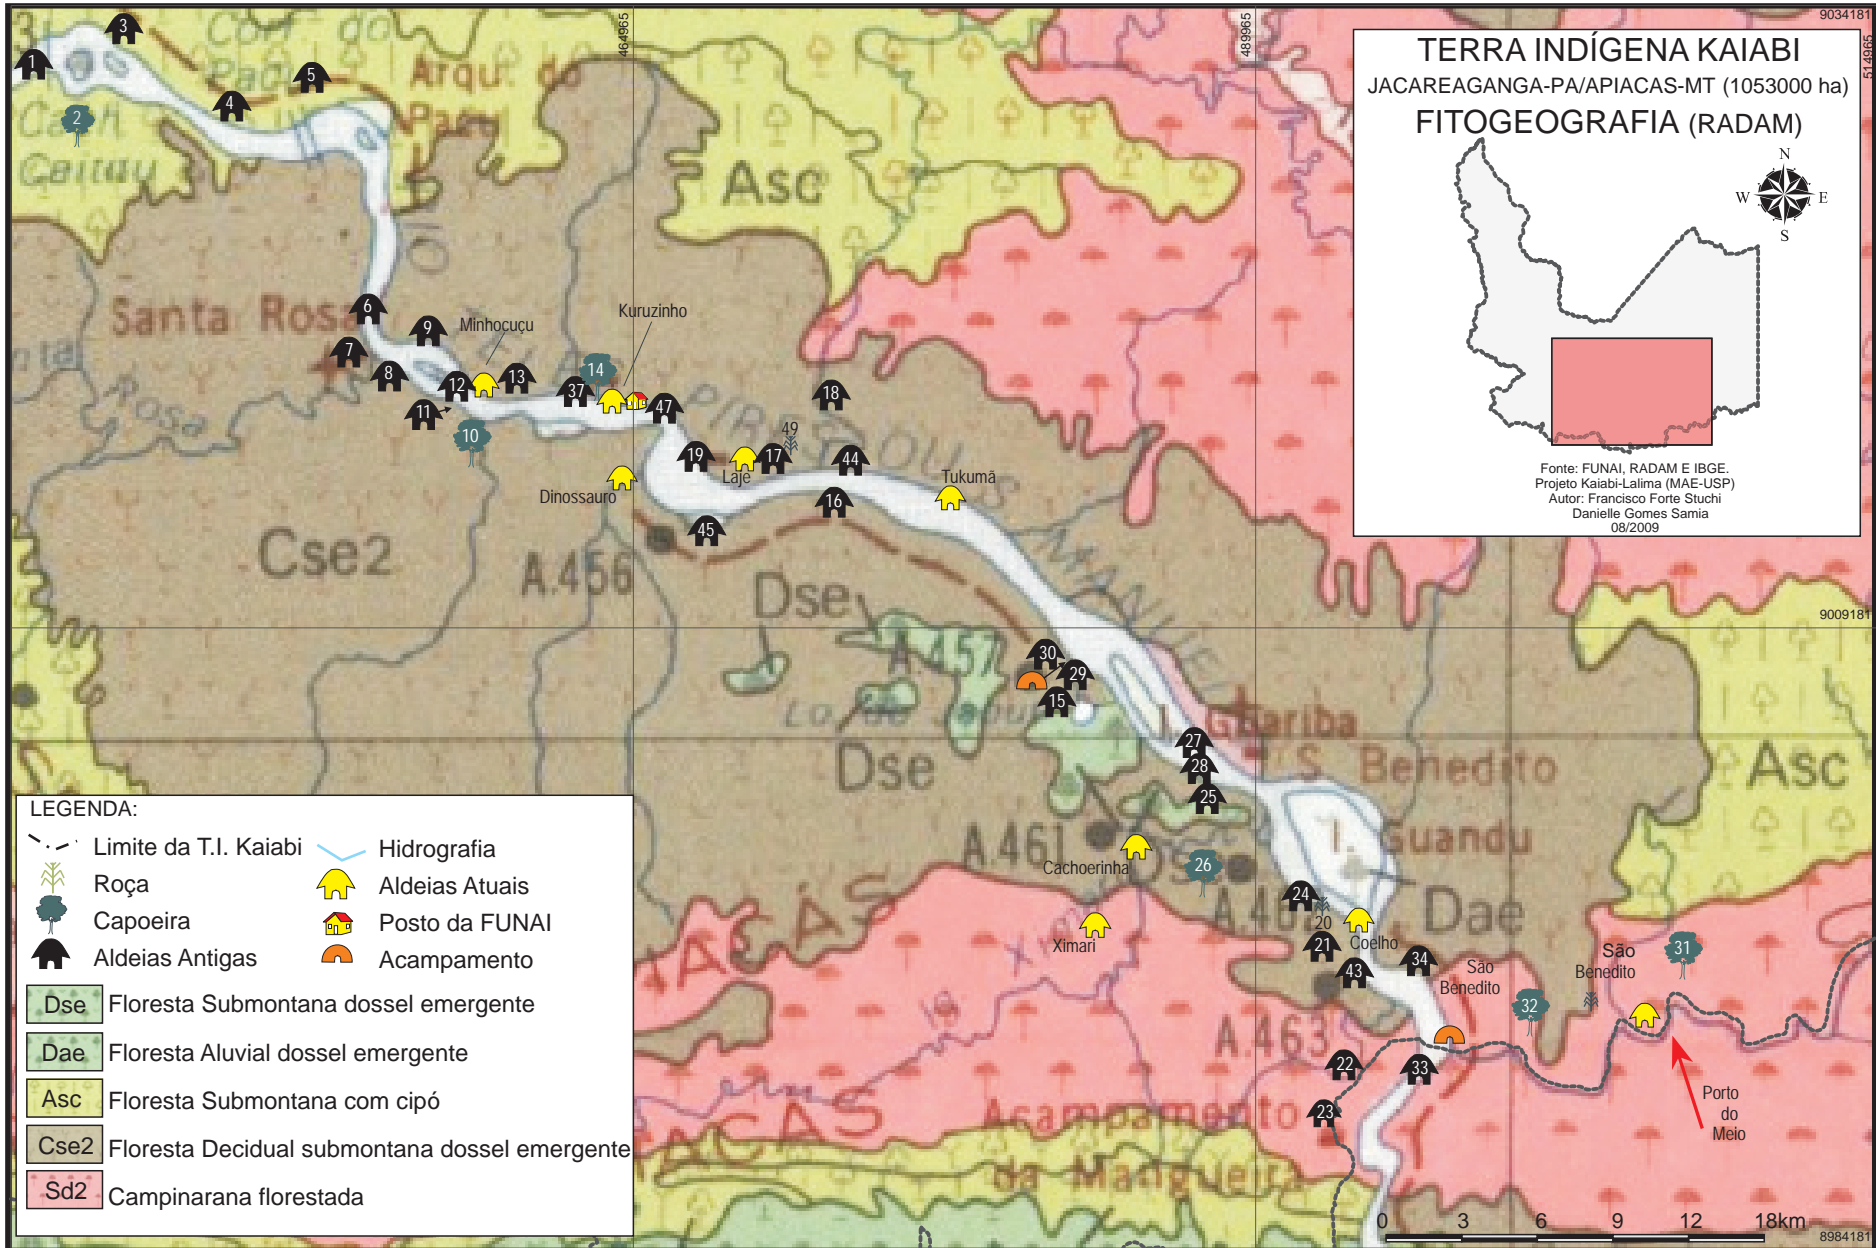 TERRA INDÍGENA KAIABI
JACAREAGANGA-PA/APIACAS-MT (1053000 ha)
FITOGEOGRAFIA (RADAM)
N
W
E
S
Fonte: FUNAI, RADAM E IBGE.
Projeto Kaiabi-Lalima (MAE-USP)
Autor: Francisco Forte Stuchi
Danielle Gomes Samia
08/2009
464965
489965
514965
9034181
9009181
8984181
1
3
2
4
5
Arqu. do
Asc
Santa Rosa
Rosa
6
7
8
9
Minhocuçu
12
13
11
10
37
14
Kuruzinho
47
18
49
19
Laje
17
44
16
45
Dinossauro
Tukumã
Cse2
A.456
Dse
A 457
30
29
15
Dse
I. Guariba
S. Benedito
27
28
25
Asc
A.461
Cachoerinha
26
I. Guandu
Dae
24
20
21
Coelho
Ximari
43
34
São
Benedito
São
Benedito
31
32
A.463
22
33
23
Acampamento
da Mangueira
Porto
do
Meio
LEGENDA:
Limite da T.I. Kaiabi
Roça
Capoeira
Aldeias Antigas
Hidrografia
Aldeias Atuais
Posto da FUNAI
Acampamento
Dse Floresta Submontana dossel emergente
Dae Floresta Aluvial dossel emergente
Asc Floresta Submontana com cipó
Cse2 Floresta Decidual submontana dossel emergente
Sd2 Campinarana florestada
0 3 6 9 12 18km